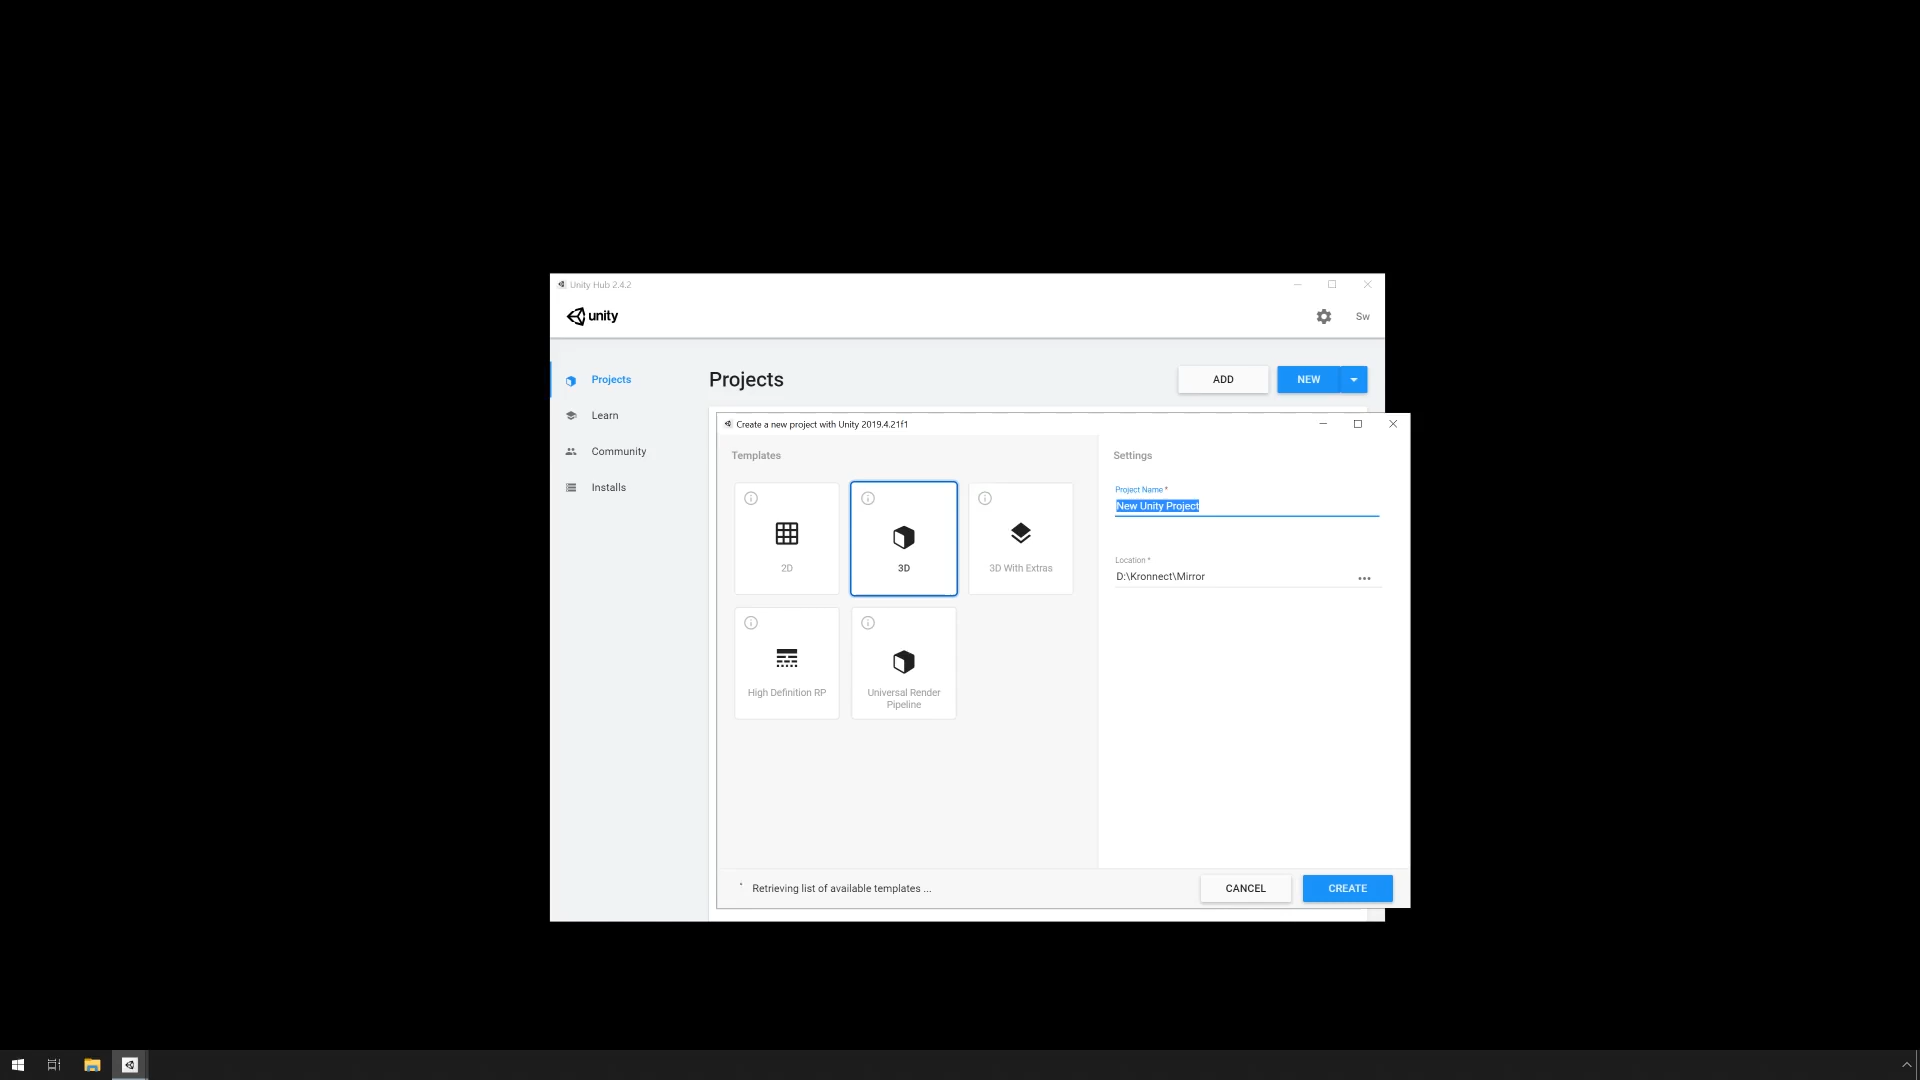 Unity Hub 2.4.2
unity
Sw
Projects
Learn
Community
Installs
Projects
ADD
NEW
Create a new project with Unity 2019.4.21f1
Templates
2D
3D
3D With Extras
High Definition RP
Universal Render
Pipeline
Settings
Project Name *
New Unity Project
Location *
D:\Kronnect\Mirror
...
Retrieving list of available templates ...
CANCEL
CREATE